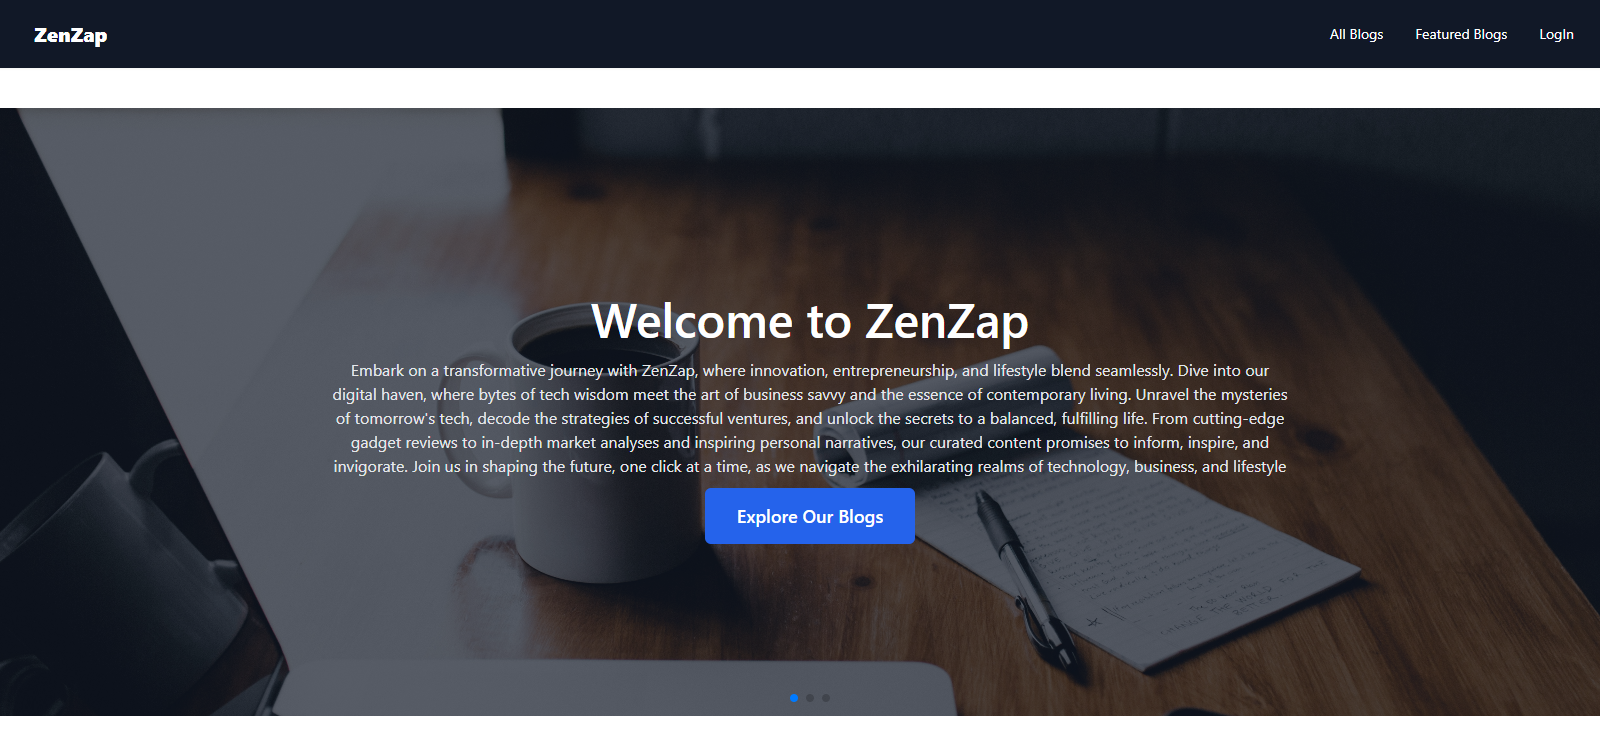 ZenZap
All Blogs
Featured Blogs
LogIn
Welcome to ZenZap
Embark on a transformative journey with ZenZap, where innovation, entrepreneurship, and lifestyle blend seamlessly. Dive into our
digital haven, where bytes of tech wisdom meet the art of business savvy and the essence of contemporary living. Unravel the mysteries
of tomorrow's tech, decode the strategies of successful ventures, and unlock the secrets to a balanced, fulfilling life. From cutting-edge
gadget reviews to in-depth market analyses and inspiring personal narratives, our curated content promises to inform, inspire, and
invigorate. Join us in shaping the future, one click at a time, as we navigate the exhilarating realms of technology, business, and lifestyle
Explore Our Blogs